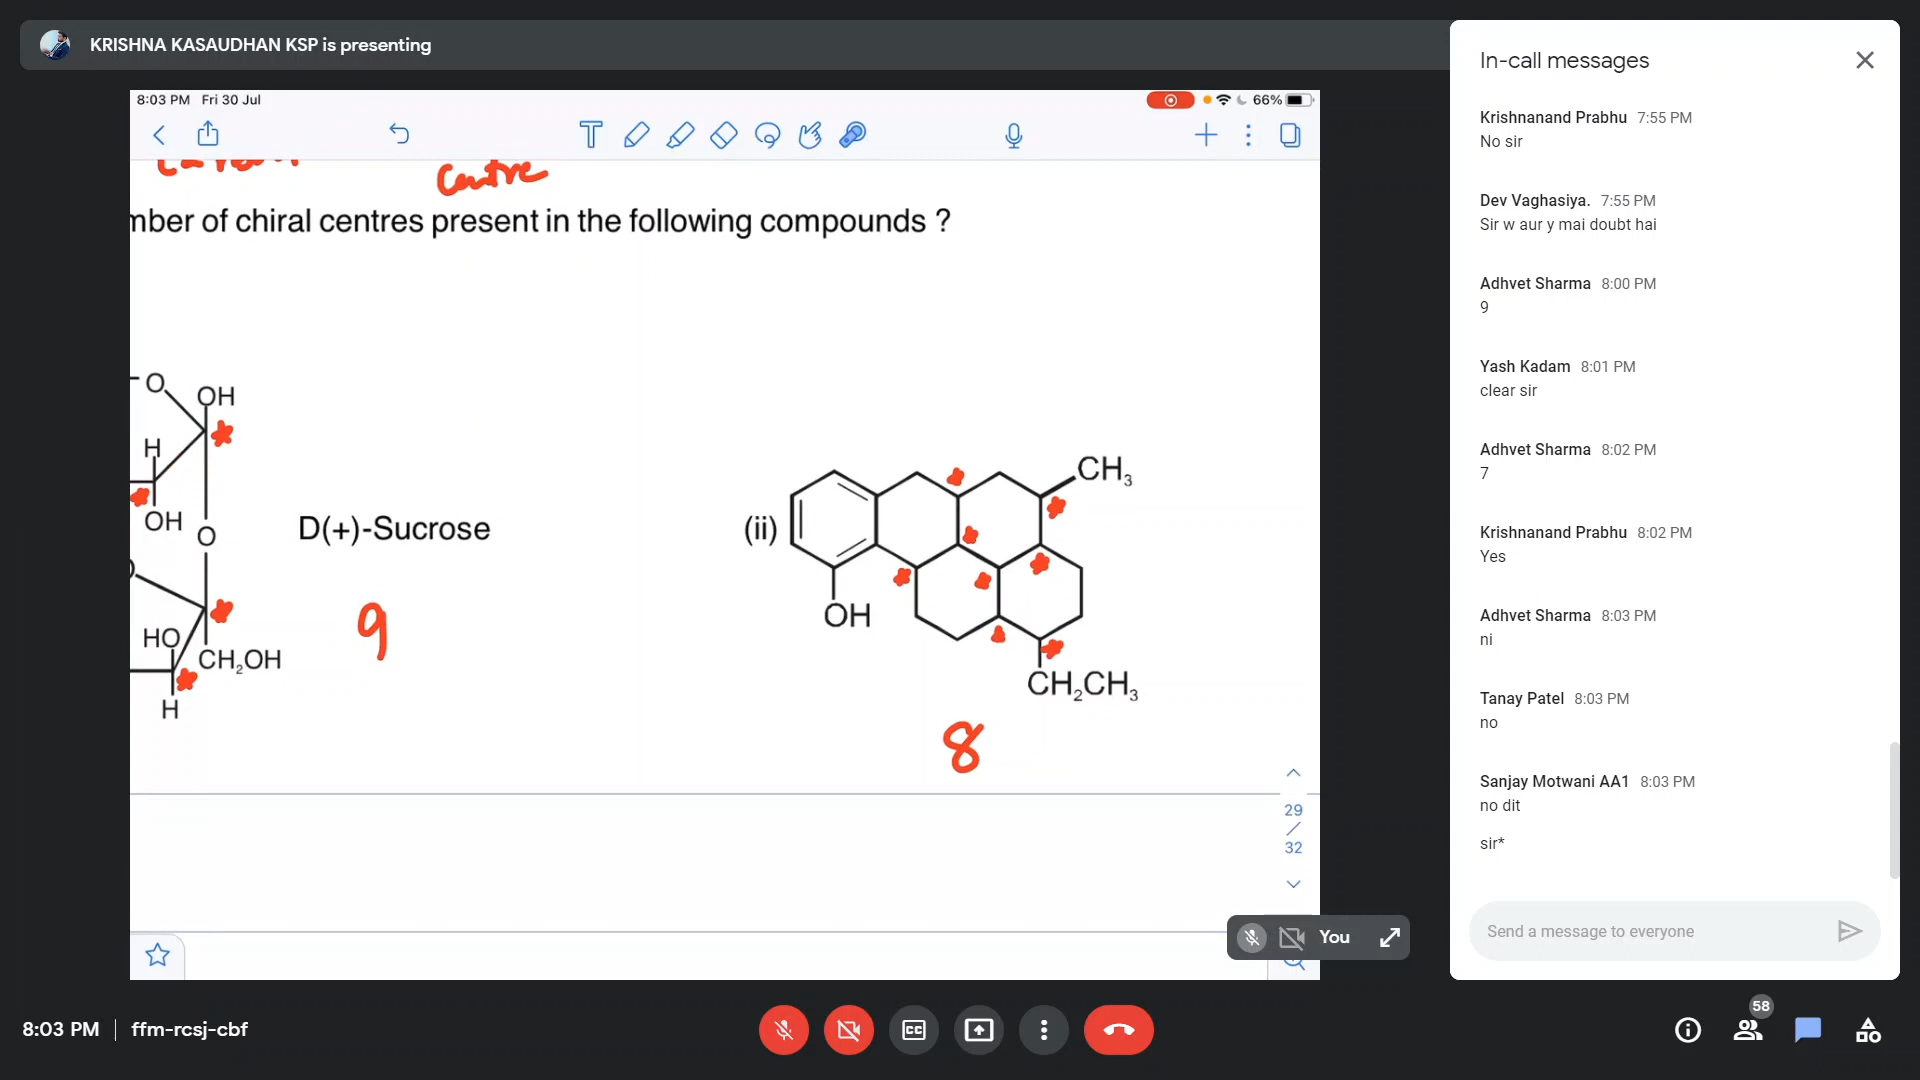 KRISHNA KASAUDHAN KSP is presenting
8:03 PM Fri 30 Jul
66%
T
Centre
mber of chiral centres present in the following compounds ?
O
OH
H
OH
O
D(+)-Sucrose
9
HO
CH2OH
H
(ii)
CH3
OH
CH2CH3
8
29
32
You
In-call messages
Krishnanand Prabhu 7:55 PM
No sir
Dev Vaghasiya. 7:55 PM
Sir w aur y mai doubt hai
Adhvet Sharma 8:00 PM
9
Yash Kadam 8:01 PM
clear sir
Adhvet Sharma 8:02 PM
7
Krishnanand Prabhu 8:02 PM
Yes
Adhvet Sharma 8:03 PM
ni
Tanay Patel 8:03 PM
no
Sanjay Motwani AA1 8:03 PM
no dit
sir*
Send a message to everyone
8:03 PM
ffm-rcsj-cbf
CC
58